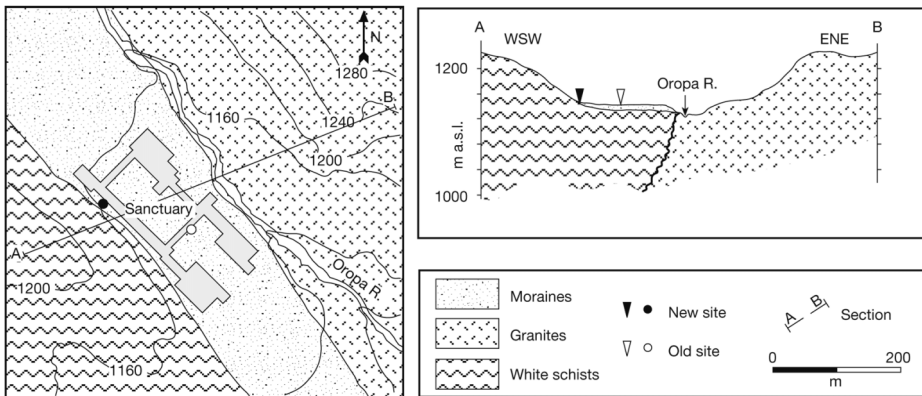 N
1280
B
1160
1240
1200
Sanctuary
A
Oropa R.
1200
1160
A
B
WSW
ENE
1200
Oropa R.
m a.s.l.
1000
Moraines
Granites
White schists
New site
Old site
A B
Section
0 200
m